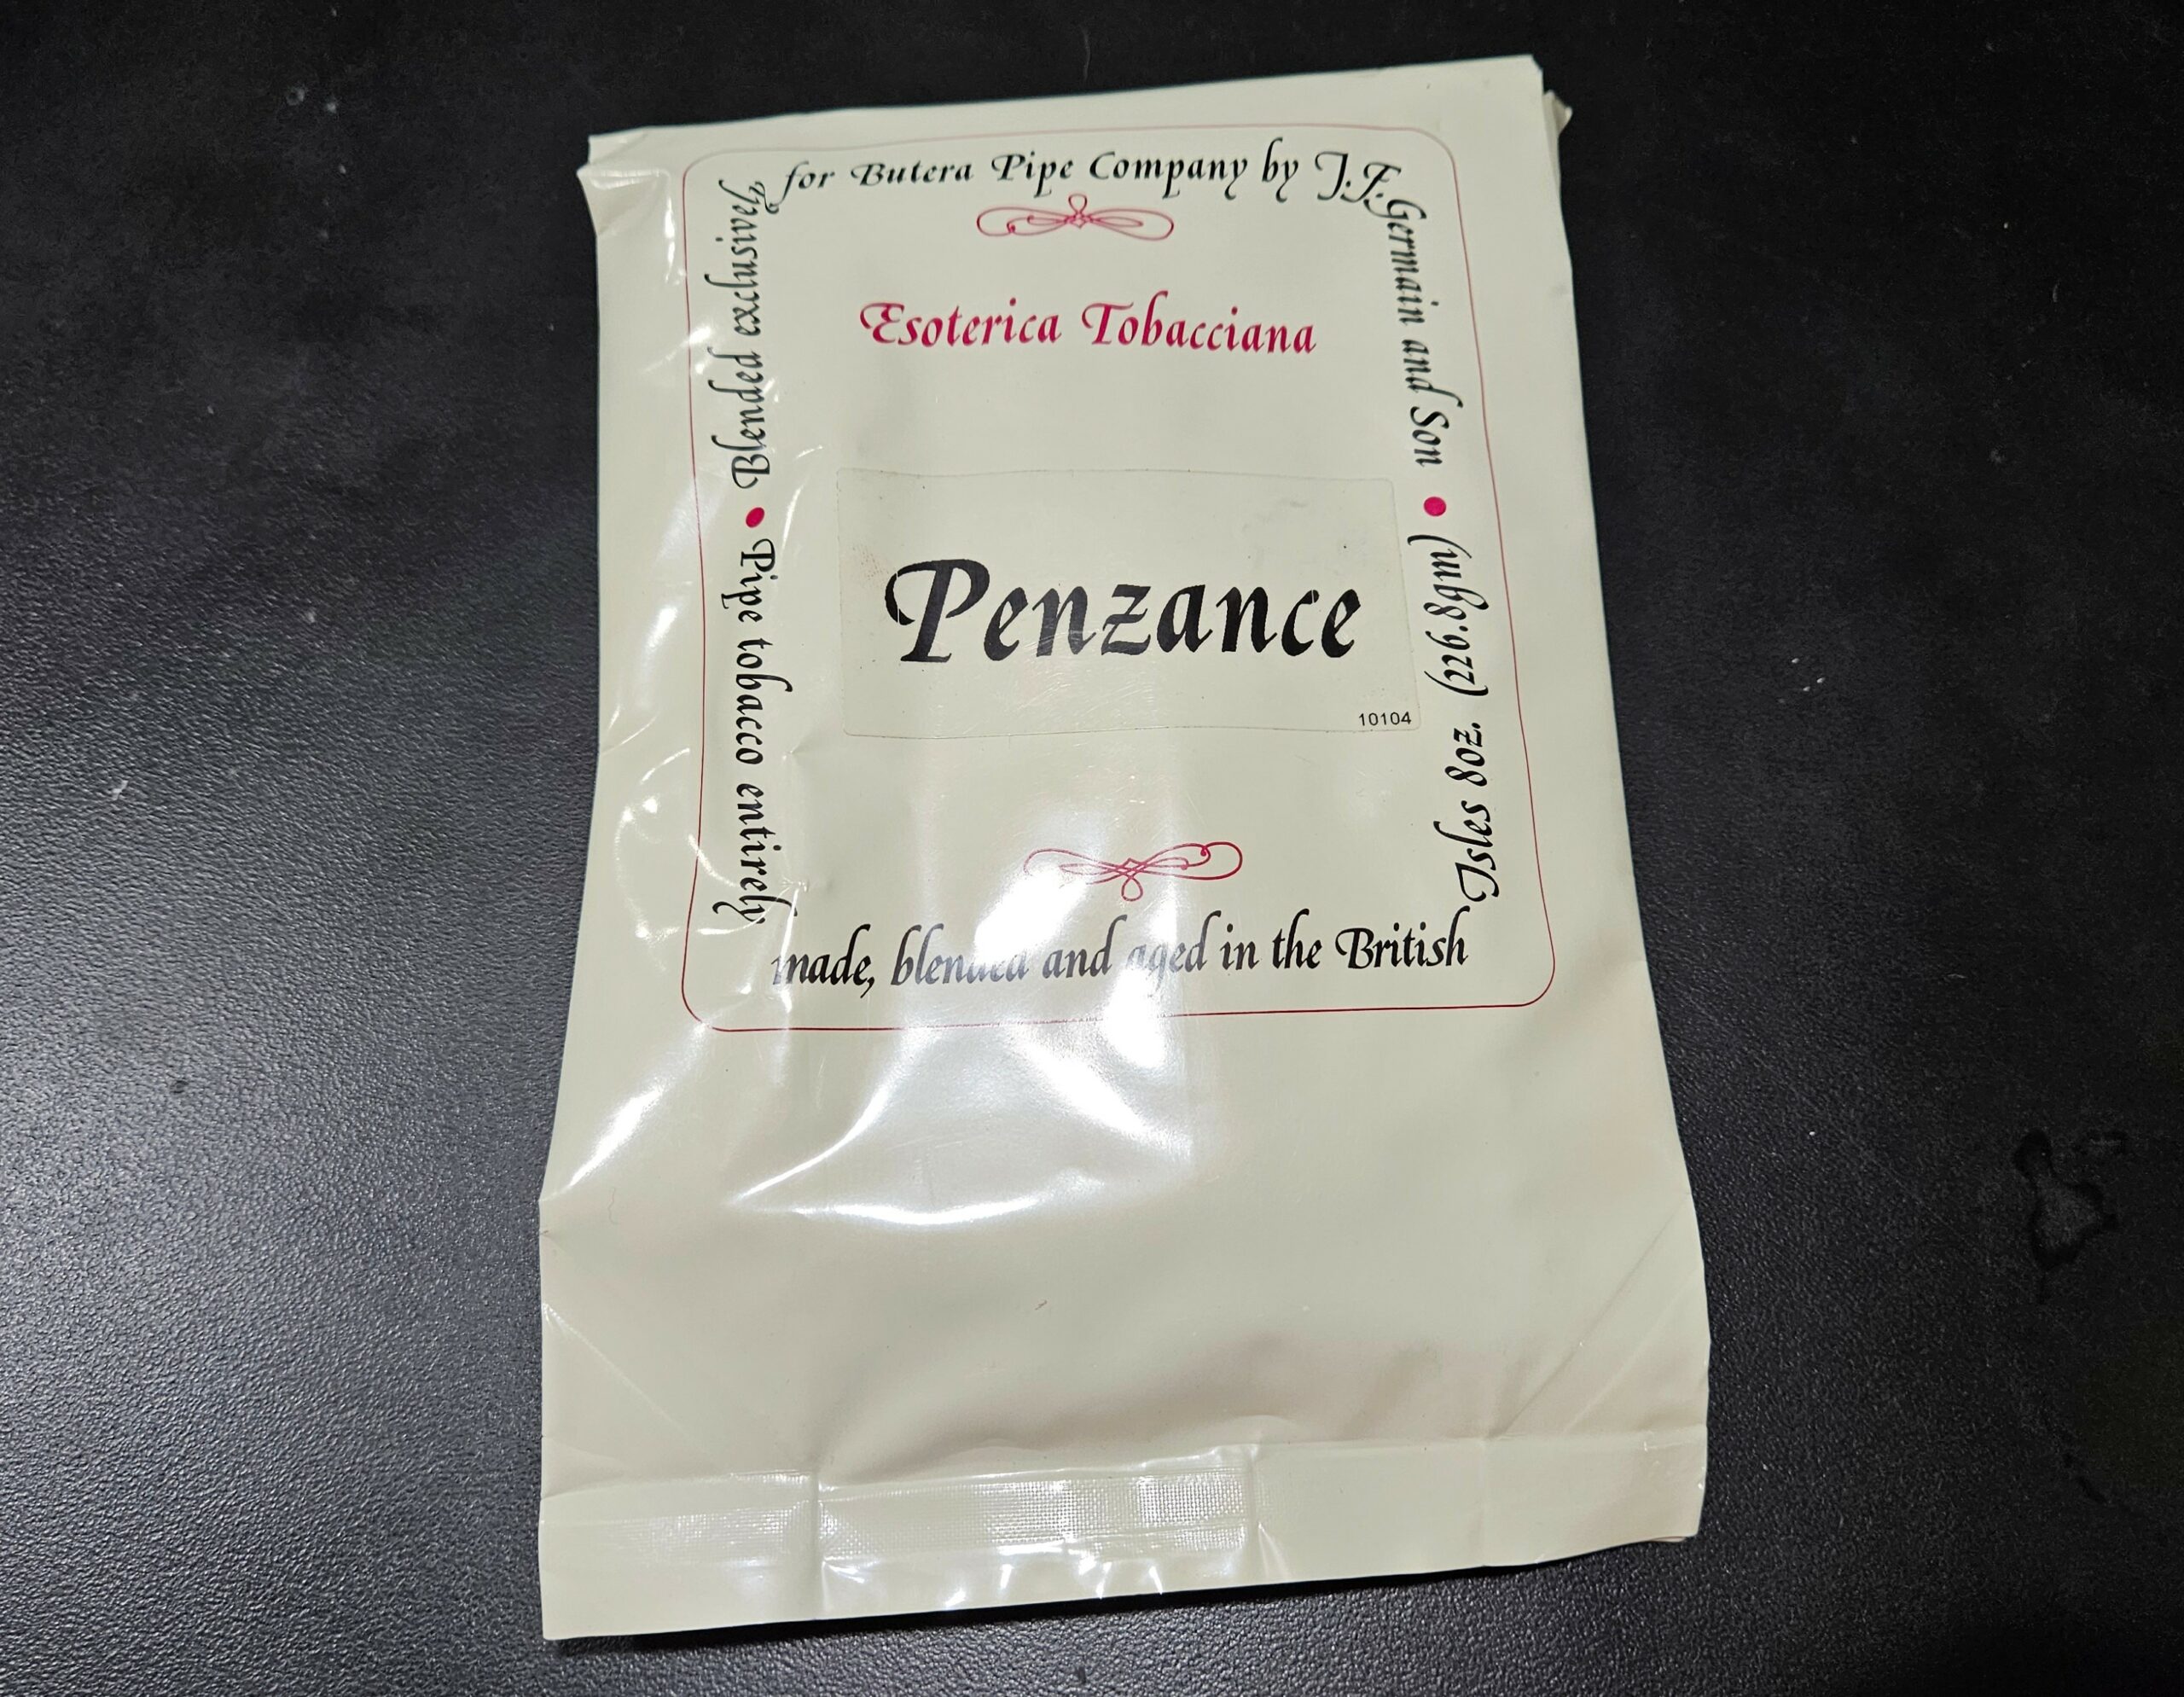 Blended exclusively
for Butera Pipe Company by J.F. Germain and Son
Esoterica Tobacciana
Penzance
10104
Pipe tobacco entirely
made, blended and aged in the British
Isles 8oz. (226.8gm)